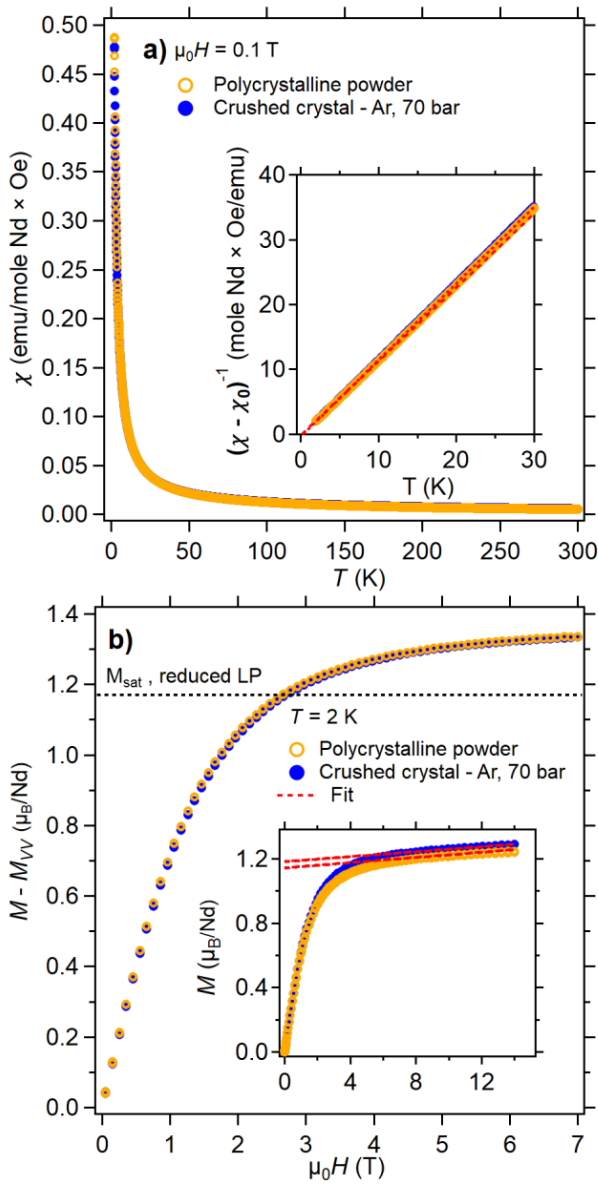 a) μ₀H = 0.1 T
Polycrystalline powder
Crushed crystal - Ar, 70 bar
0.50
0.45
0.40
0.35
0.30
0.25
0.20
0.15
0.10
0.05
0.00
χ (emu/mole Nd × Oe)
40
30
20
10
0
(χ - χ₀)⁻¹ (mole Nd × Oe/emu)
0 10 20 30
T (K)
0 50 100 150 200 250 300
T (K)
b)
1.4
1.2
1.0
0.8
0.6
0.4
0.2
0.0
M - M_VV (μ_B/Nd)
M_sat , reduced LP
T = 2 K
Polycrystalline powder
Crushed crystal - Ar, 70 bar
Fit
1.2
0.8
0.4
0.0
M (μ_B/Nd)
0 4 8 12
0 1 2 3 4 5 6 7
μ₀H (T)